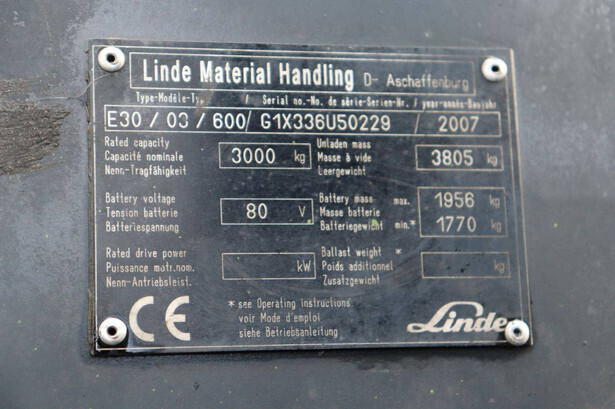 Linde Material Handling D- Aschaffenburg
Type-Modèle-Typ / Serial no.-No. de série-Serien-Nr. / year-année-Baujahr
E30 / 03 / 600 / G1X336U50229 / 2007
Rated capacity
Capacité nominale 3000 kg
Nenn-Tragfähigkeit
Unladen mass
Masse à vide 3805 kg
Leergewicht
Battery voltage
Tension batterie 80 V
Batteriespannung
Battery mass max. 1956 kg
Masse batterie
Batteriegewicht min.* 1770 kg
Rated drive power
Puissance motr.nom. kW
Nenn-Antriebsleist.
Ballast weight *
Poids additionnel kg
Zusatzgewicht
CE
* see Operating instructions
voir Mode d'emploi
siehe Betriebsanleitung
Linde